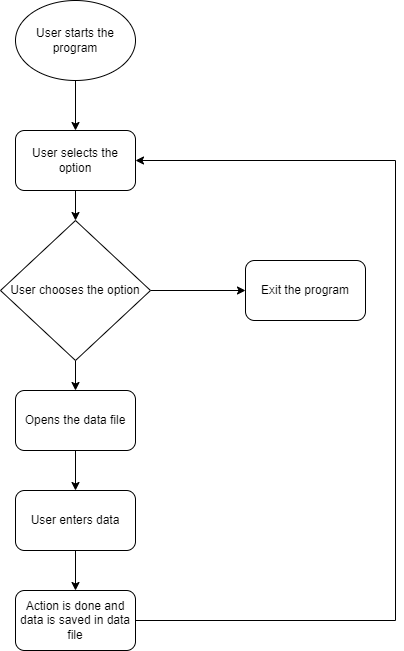 User starts the
program
User selects the
option
User chooses the option
Exit the program
Opens the data file
User enters data
Action is done and
data is saved in data
file